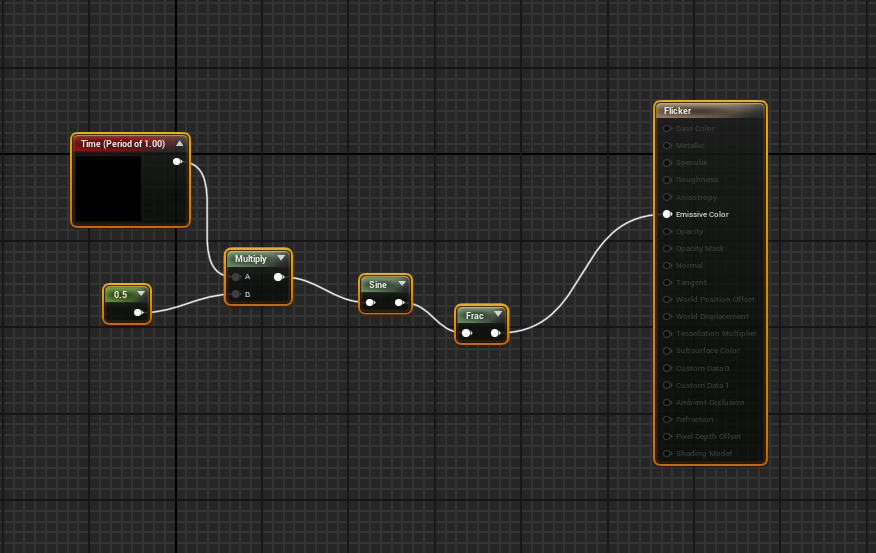 Time (Period of 1.00)
0.5
Multiply
A
B
Sine
Frac
Flicker
Base Color
Metallic
Specular
Roughness
Anisotropy
Emissive Color
Opacity
Opacity Mask
Normal
Tangent
World Position Offset
World Displacement
Tessellation Multiplier
Subsurface Color
Custom Data 0
Custom Data 1
Ambient Occlusion
Refraction
Pixel Depth Offset
Shading Model